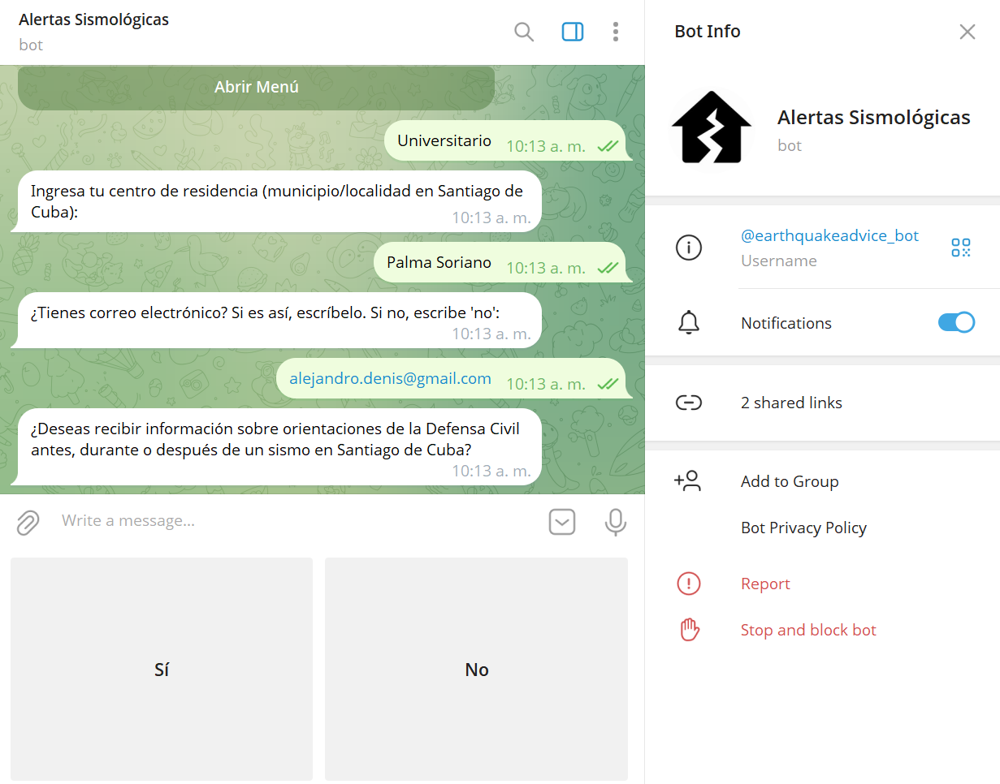 Alertas Sismológicas
bot
Abrir Menú
Universitario 10:13 a. m.
Ingresa tu centro de residencia (municipio/localidad en Santiago de
Cuba):
10:13 a. m.
Palma Soriano 10:13 a. m.
¿Tienes correo electrónico? Si es así, escríbelo. Si no, escribe 'no':
10:13 a. m.
alejandro.denis@gmail.com 10:13 a. m.
¿Deseas recibir información sobre orientaciones de la Defensa Civil
antes, durante o después de un sismo en Santiago de Cuba?
10:13 a. m.
Write a message...
Sí
No
Bot Info
Alertas Sismológicas
bot
@earthquakeadvice_bot
Username
Notifications
2 shared links
Add to Group
Bot Privacy Policy
Report
Stop and block bot